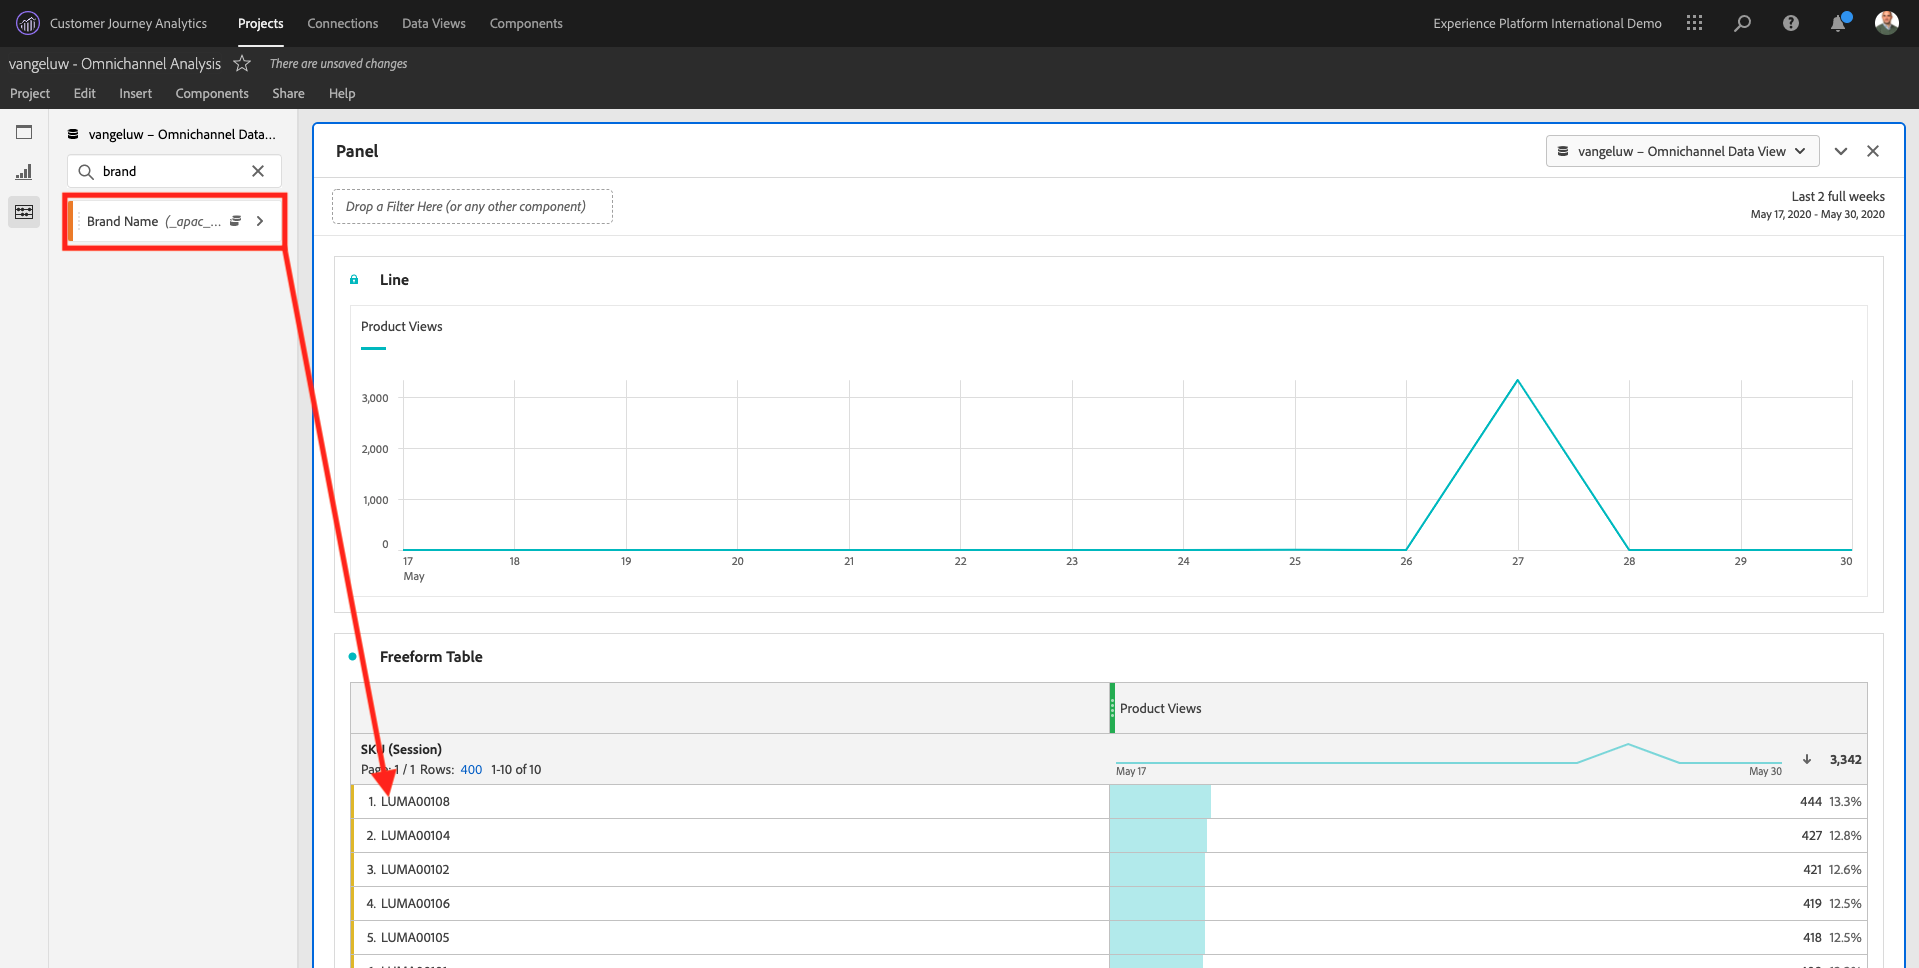 Customer Journey Analytics
Projects
Connections
Data Views
Components
Experience Platform International Demo
vangeluw - Omnichannel Analysis
There are unsaved changes
Project
Edit
Insert
Components
Share
Help
vangeluw – Omnichannel Data...
brand
Brand Name (_apac_...
Panel
vangeluw – Omnichannel Data View
Drop a Filter Here (or any other component)
Last 2 full weeks
May 17, 2020 - May 30, 2020
Line
Product Views
3,000
2,000
1,000
0
17 18 19 20 21 22 23 24 25 26 27 28 29 30
May
Freeform Table
Product Views
SKU (Session)
Page: 1 / 1 Rows: 400 1-10 of 10
May 17
May 30
3,342
1. LUMA00108 444 13.3%
2. LUMA00104 427 12.8%
3. LUMA00102 421 12.6%
4. LUMA00106 419 12.5%
5. LUMA00105 418 12.5%